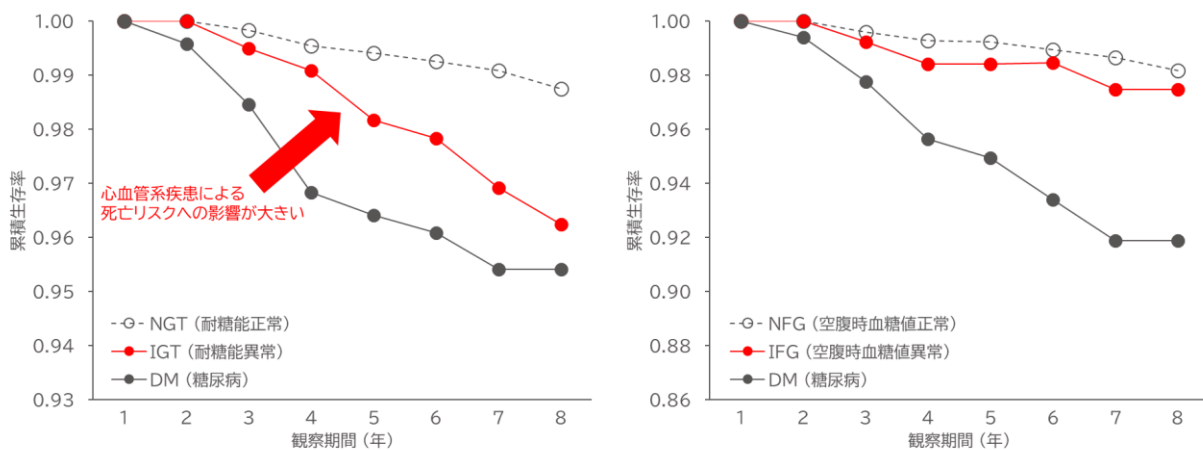 1.00
0.99
0.98
0.97
0.96
0.95
0.94
0.93
累積生存率
心血管系疾患による
死亡リスクへの影響が大きい
NGT（耐糖能正常）
IGT（耐糖能異常）
DM（糖尿病）
1 2 3 4 5 6 7 8
観察期間（年）
1.00
0.98
0.96
0.94
0.92
0.90
0.88
0.86
累積生存率
NFG（空腹時血糖値正常）
IFG（空腹時血糖値異常）
DM（糖尿病）
1 2 3 4 5 6 7 8
観察期間（年）